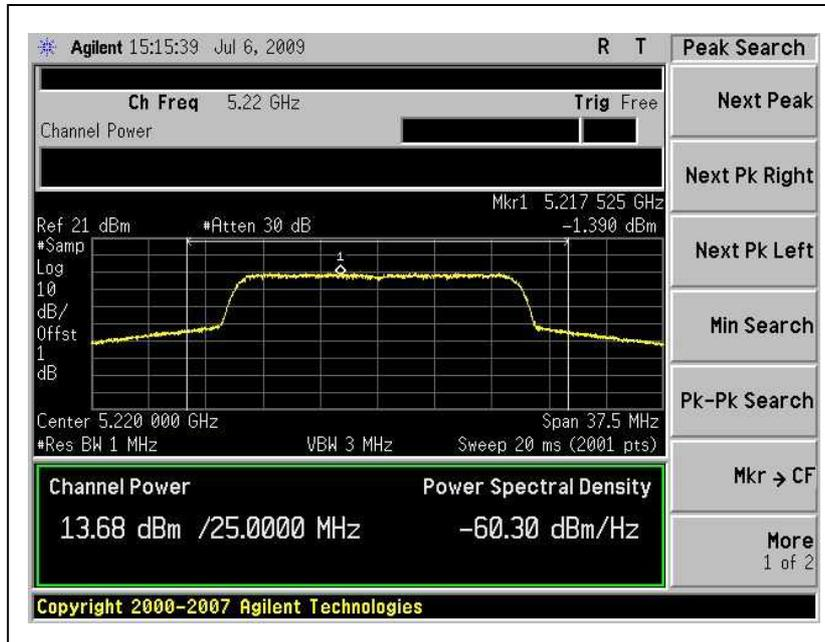 Agilent 15:15:39 Jul 6, 2009 R T
Peak Search
Ch Freq 5.22 GHz Trig Free
Channel Power
Mkr1 5.217 525 GHz
Ref 21 dBm #Atten 30 dB -1.390 dBm
#Samp
Log
10
dB/
Offst
1
dB
1
Center 5.220 000 GHz Span 37.5 MHz
#Res BW 1 MHz VBW 3 MHz Sweep 20 ms (2001 pts)
Channel Power Power Spectral Density
13.68 dBm /25.0000 MHz -60.30 dBm/Hz
Copyright 2000-2007 Agilent Technologies
Next Peak
Next Pk Right
Next Pk Left
Min Search
Pk-Pk Search
Mkr → CF
More
1 of 2